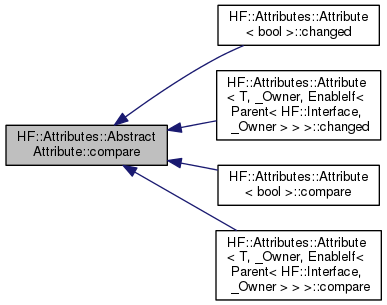 HF::Attributes::Attribute
< bool >::changed
HF::Attributes::Attribute
< T, _Owner, EnableIf<
Parent< HF::Interface,
_Owner > > >::changed
HF::Attributes::Abstract
Attribute::compare
HF::Attributes::Attribute
< bool >::compare
HF::Attributes::Attribute
< T, _Owner, EnableIf<
Parent< HF::Interface,
_Owner > > >::compare